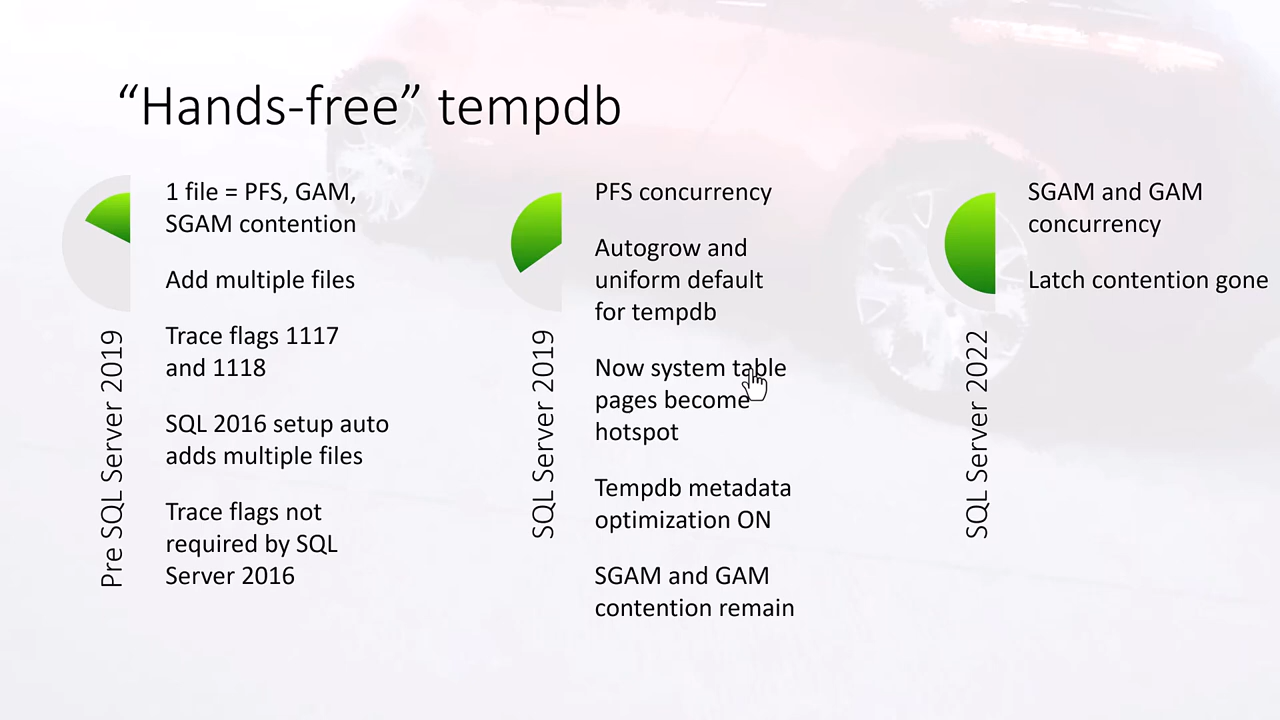 “Hands-free” tempdb
Pre SQL Server 2019
1 file = PFS, GAM,
SGAM contention
Add multiple files
Trace flags 1117
and 1118
SQL 2016 setup auto
adds multiple files
Trace flags not
required by SQL
Server 2016
SQL Server 2019
PFS concurrency
Autogrow and
uniform default
for tempdb
Now system table
pages become
hotspot
Tempdb metadata
optimization ON
SGAM and GAM
contention remain
SQL Server 2022
SGAM and GAM
concurrency
Latch contention gone